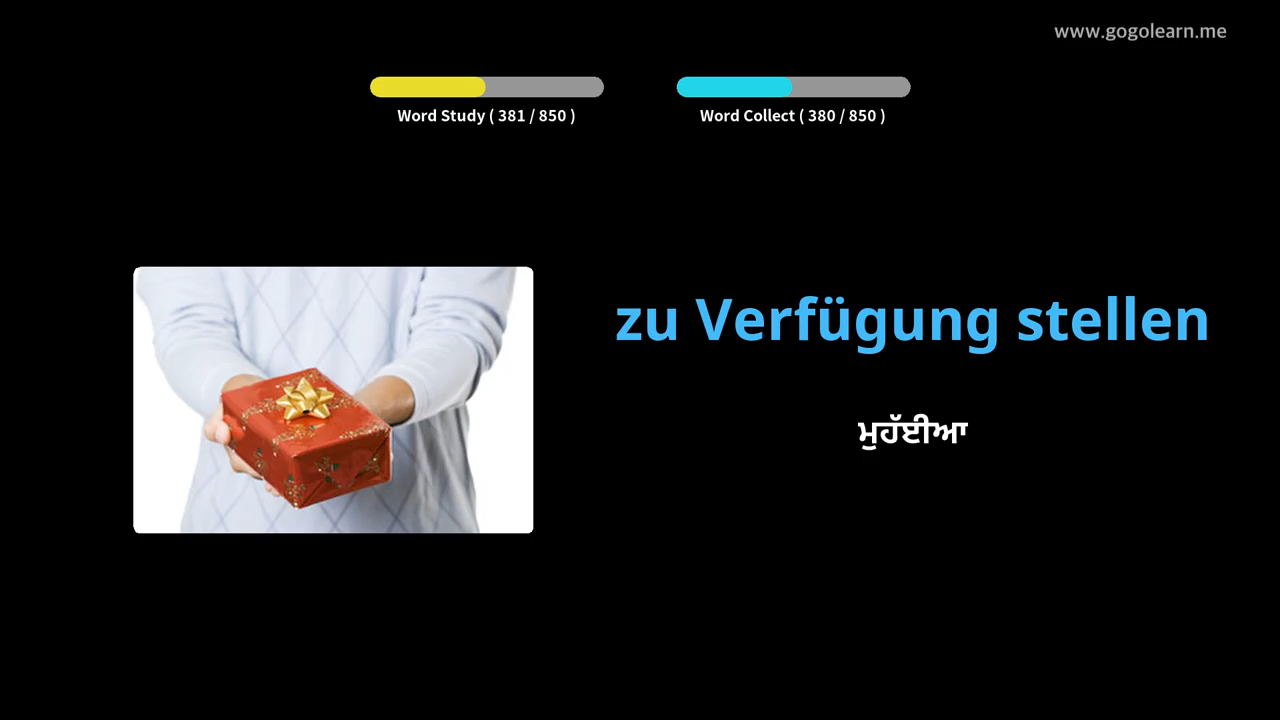 www.gogolearn.me
Word Study ( 381 / 850 )
Word Collect ( 380 / 850 )
zu Verfügung stellen
ਮੁਹੱਈਆ